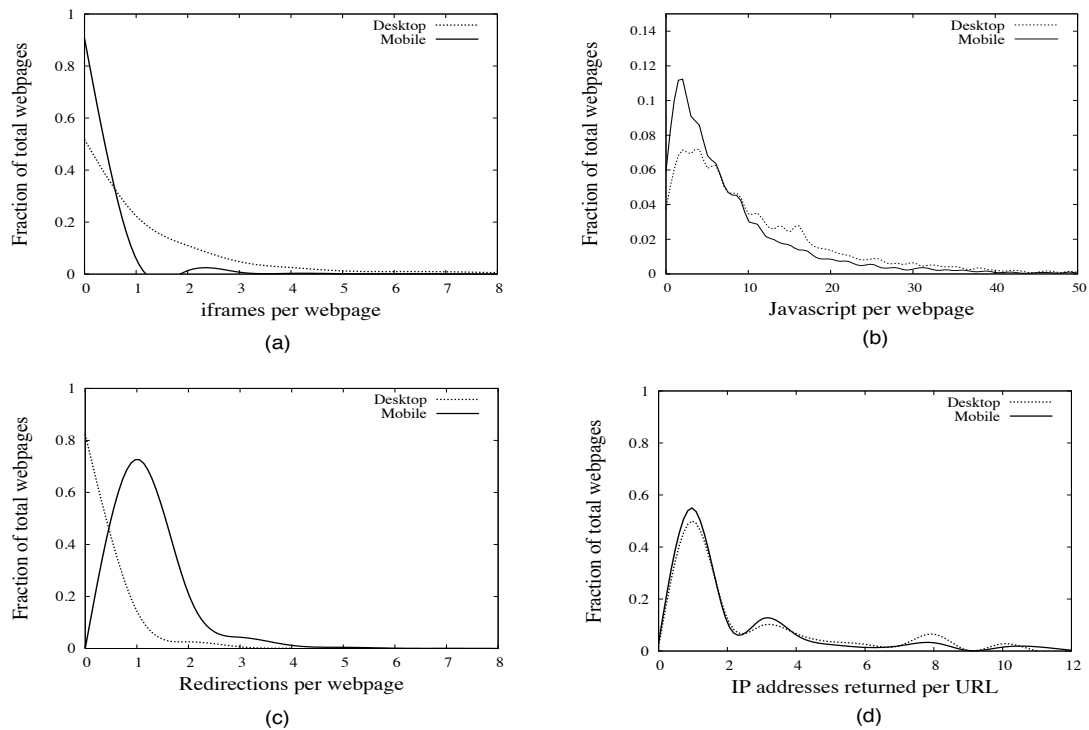 1
0.8
0.6
0.4
0.2
0
0 1 2 3 4 5 6 7 8
Fraction of total webpages
iframes per webpage
Desktop
Mobile
(a)
0.14
0.12
0.1
0.08
0.06
0.04
0.02
0
0 10 20 30 40 50
Fraction of total webpages
Javascript per webpage
Desktop
Mobile
(b)
1
0.8
0.6
0.4
0.2
0
0 1 2 3 4 5 6 7 8
Fraction of total webpages
Redirections per webpage
Desktop
Mobile
(c)
1
0.8
0.6
0.4
0.2
0
0 2 4 6 8 10 12
Fraction of total webpages
IP addresses returned per URL
Desktop
Mobile
(d)